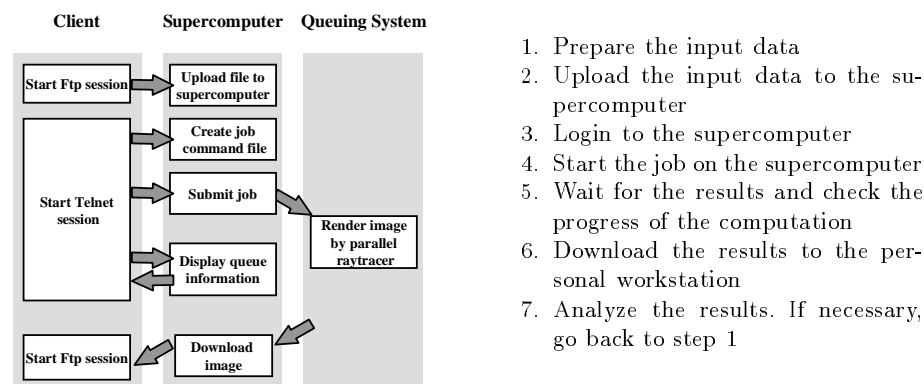 Client
Supercomputer
Queuing System
Start Ftp session
Upload file to
supercomputer
Create job
command file
Start Telnet
session
Submit job
Render image
by parallel
raytracer
Display queue
information
Start Ftp session
Download
image
1. Prepare the input data
2. Upload the input data to the su-
percomputer
3. Login to the supercomputer
4. Start the job on the supercomputer
5. Wait for the results and check the
progress of the computation
6. Download the results to the per-
sonal workstation
7. Analyze the results. If necessary,
go back to step 1